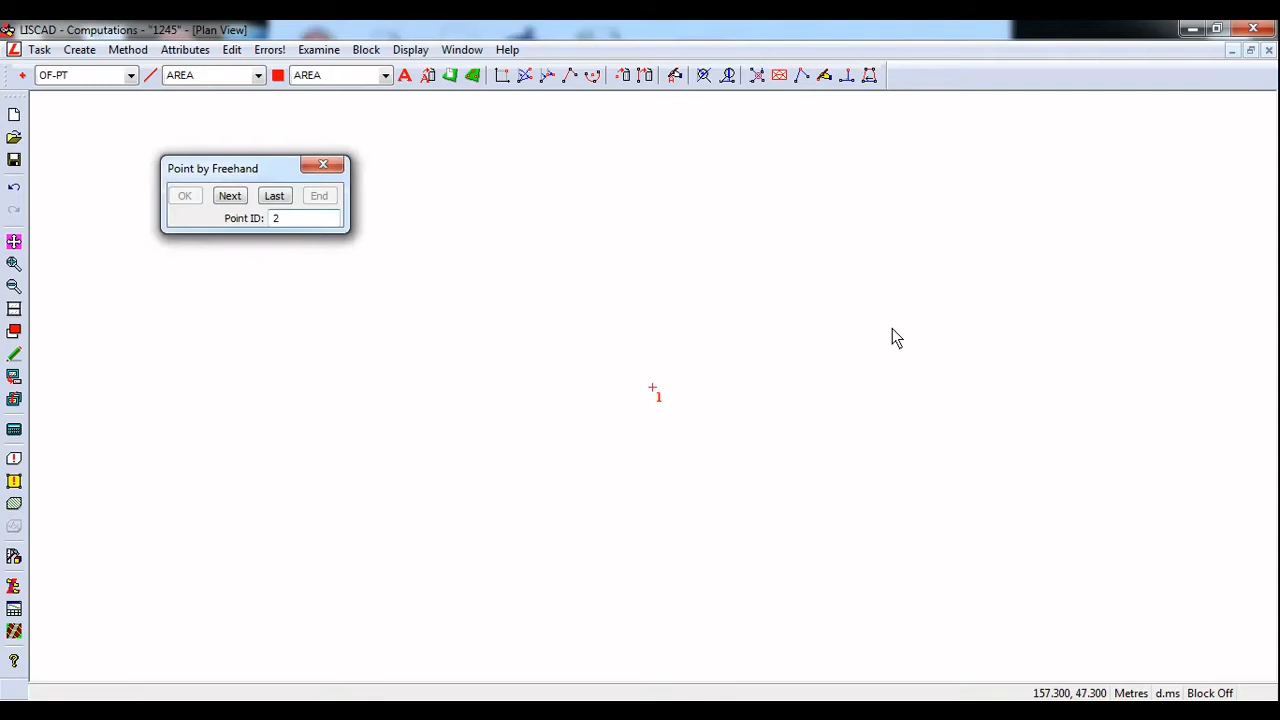 LISCAD - Computations - "1245" - [Plan View]
Task Create Method Attributes Edit Errors! Examine Block Display Window Help
OF-PT AREA AREA
Point by Freehand
OK Next Last End
Point ID: 2
1
157.300, 47.300 Metres d.ms Block Off